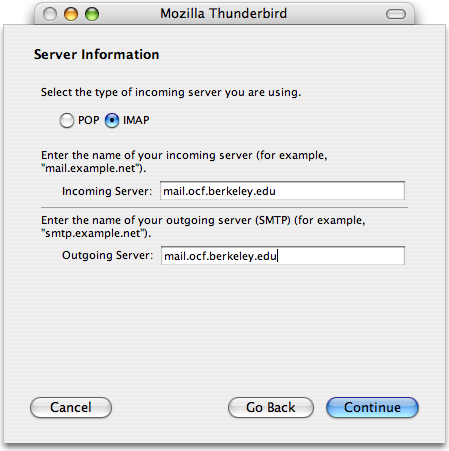 Mozilla Thunderbird
Server Information
Select the type of incoming server you are using.
POP IMAP
Enter the name of your incoming server (for example,
"mail.example.net").
Incoming Server: mail.ocf.berkeley.edu
Enter the name of your outgoing server (SMTP) (for example,
"smtp.example.net").
Outgoing Server: mail.ocf.berkeley.edu
Cancel Go Back Continue